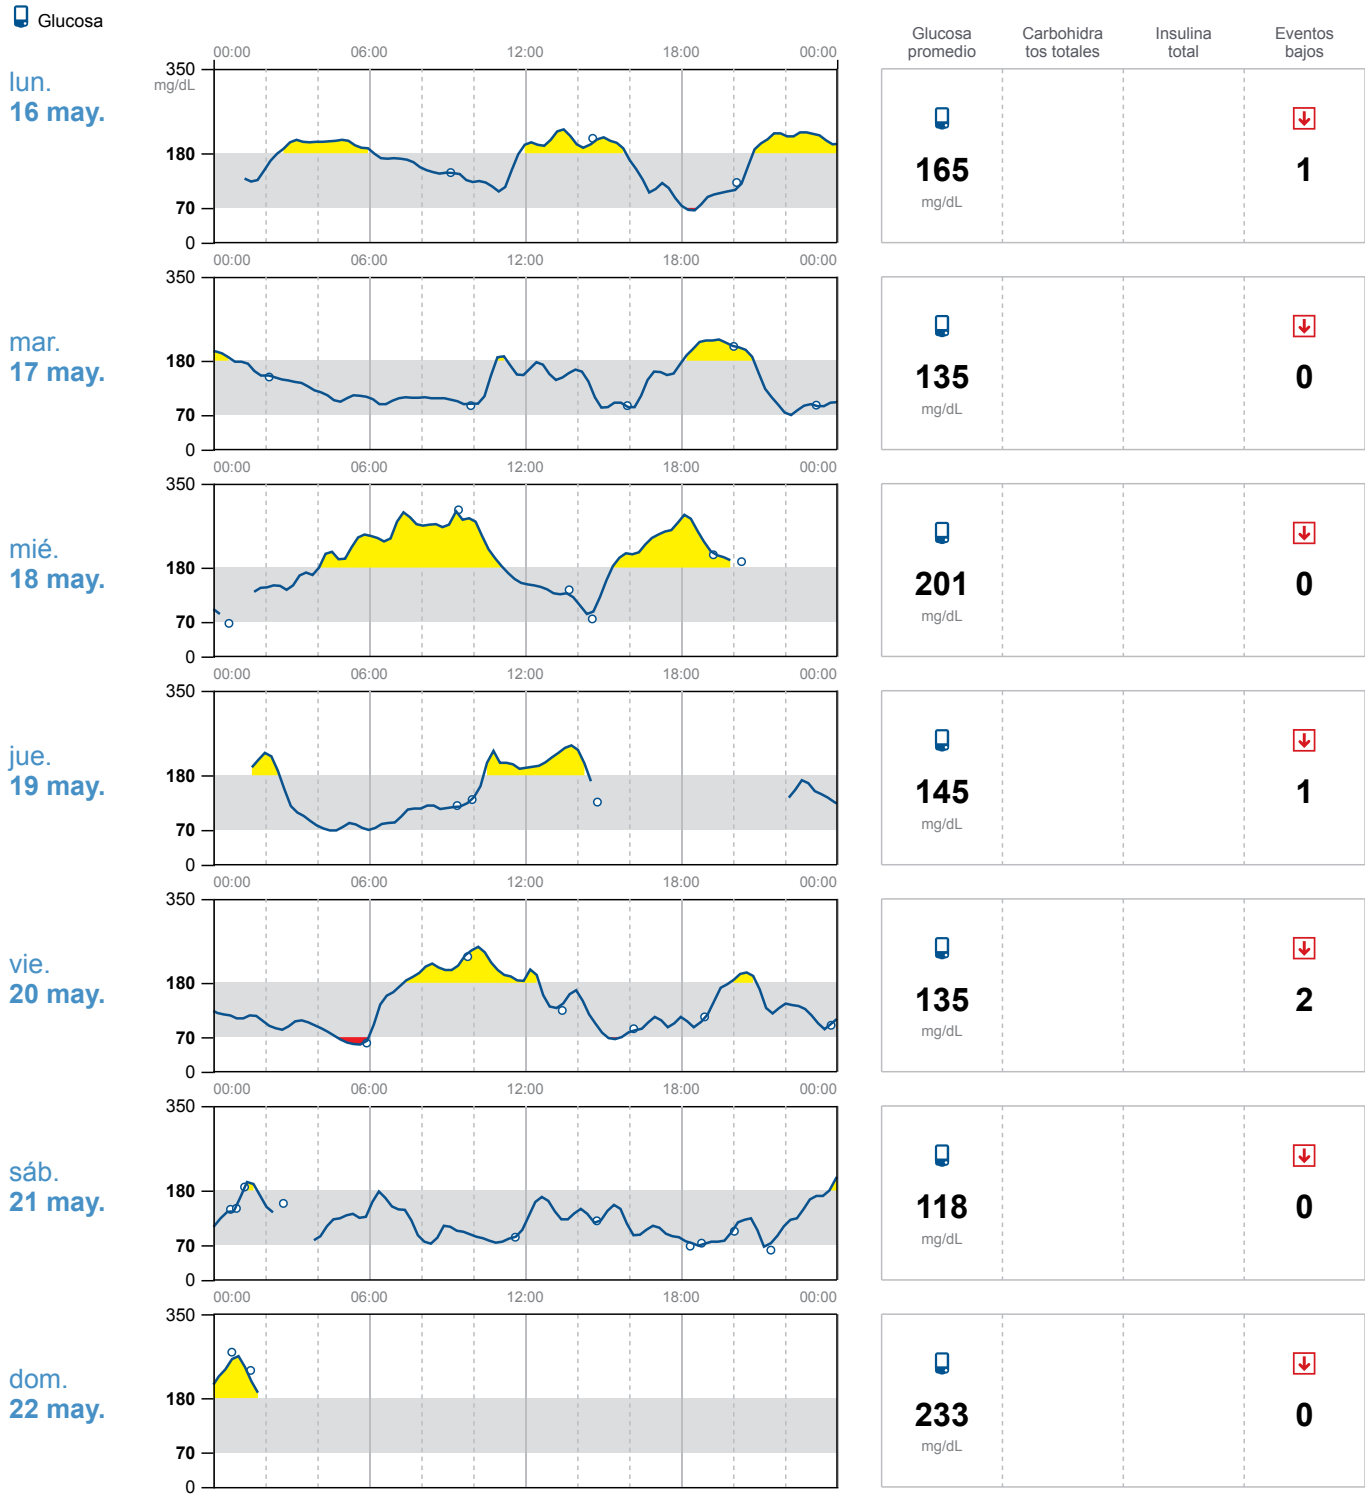 Glucosa
Glucosa promedio
Carbohidra tos totales
Insulina total
Eventos bajos
00:00 06:00 12:00 18:00 00:00
lun.
16 may.
350
mg/dL
180
70
0
165
mg/dL
1
00:00 06:00 12:00 18:00 00:00
mar.
17 may.
350
180
70
0
135
mg/dL
0
00:00 06:00 12:00 18:00 00:00
mié.
18 may.
350
180
70
0
201
mg/dL
0
00:00 06:00 12:00 18:00 00:00
jue.
19 may.
350
180
70
0
145
mg/dL
1
00:00 06:00 12:00 18:00 00:00
vie.
20 may.
350
180
70
0
135
mg/dL
2
00:00 06:00 12:00 18:00 00:00
sáb.
21 may.
350
180
70
0
118
mg/dL
0
00:00 06:00 12:00 18:00 00:00
dom.
22 may.
350
180
70
0
233
mg/dL
0